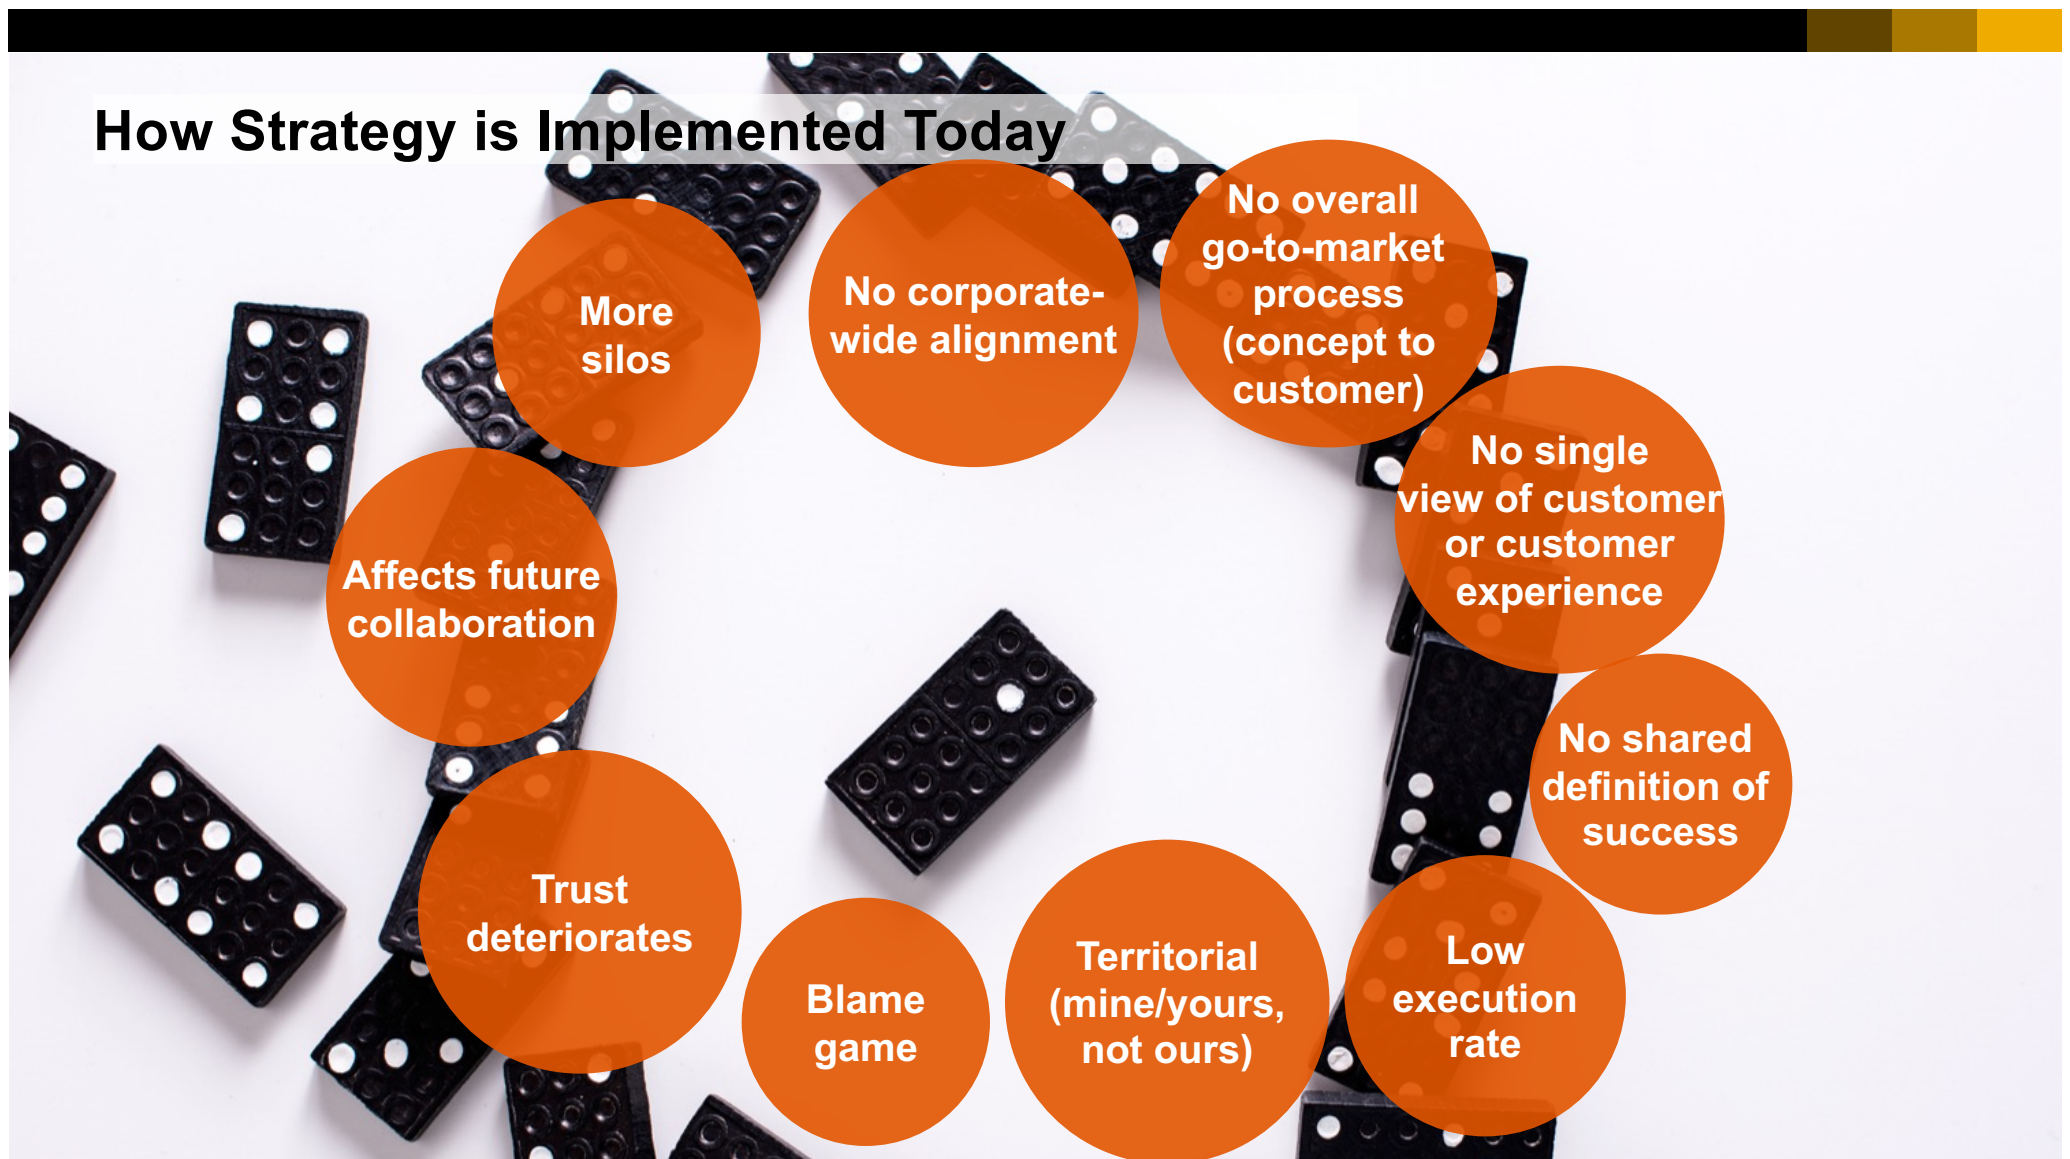 How Strategy is Implemented Today
More
silos
No corporate-
wide alignment
No overall
go-to-market
process
(concept to
customer)
No single
view of customer
or customer
experience
No shared
definition of
success
Low
execution
rate
Territorial
(mine/yours,
not ours)
Blame
game
Trust
deteriorates
Affects future
collaboration